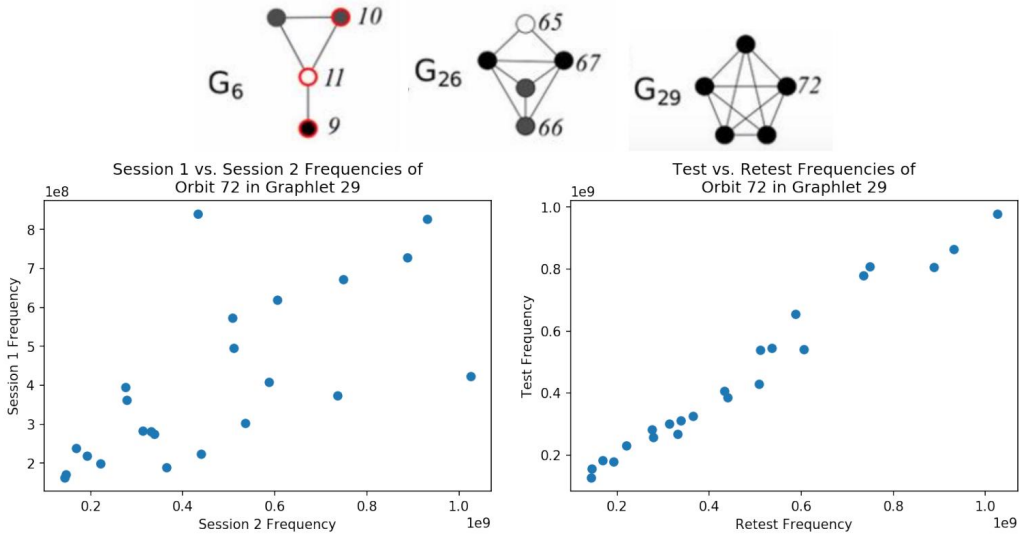 G6
10
11
9
G26
65
67
66
G29
72
Session 1 vs. Session 2 Frequencies of
Orbit 72 in Graphlet 29
1e8
8
7
6
5
4
3
2
Session 1 Frequency
0.2 0.4 0.6 0.8 1.0
Session 2 Frequency
1e9
Test vs. Retest Frequencies of
Orbit 72 in Graphlet 29
1e9
1.0
0.8
0.6
0.4
0.2
Test Frequency
0.2 0.4 0.6 0.8 1.0
Retest Frequency
1e9